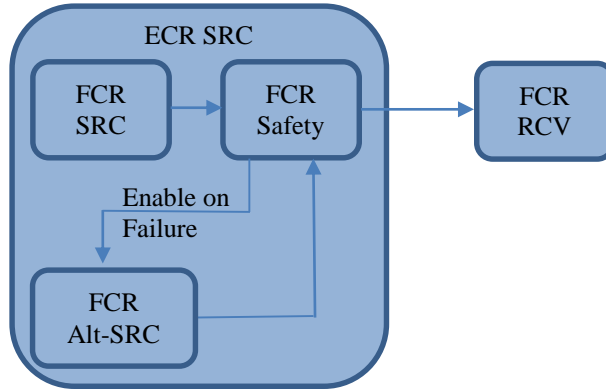 ECR SRC
FCR
SRC
FCR
Safety
FCR
RCV
Enable on
Failure
FCR
Alt-SRC